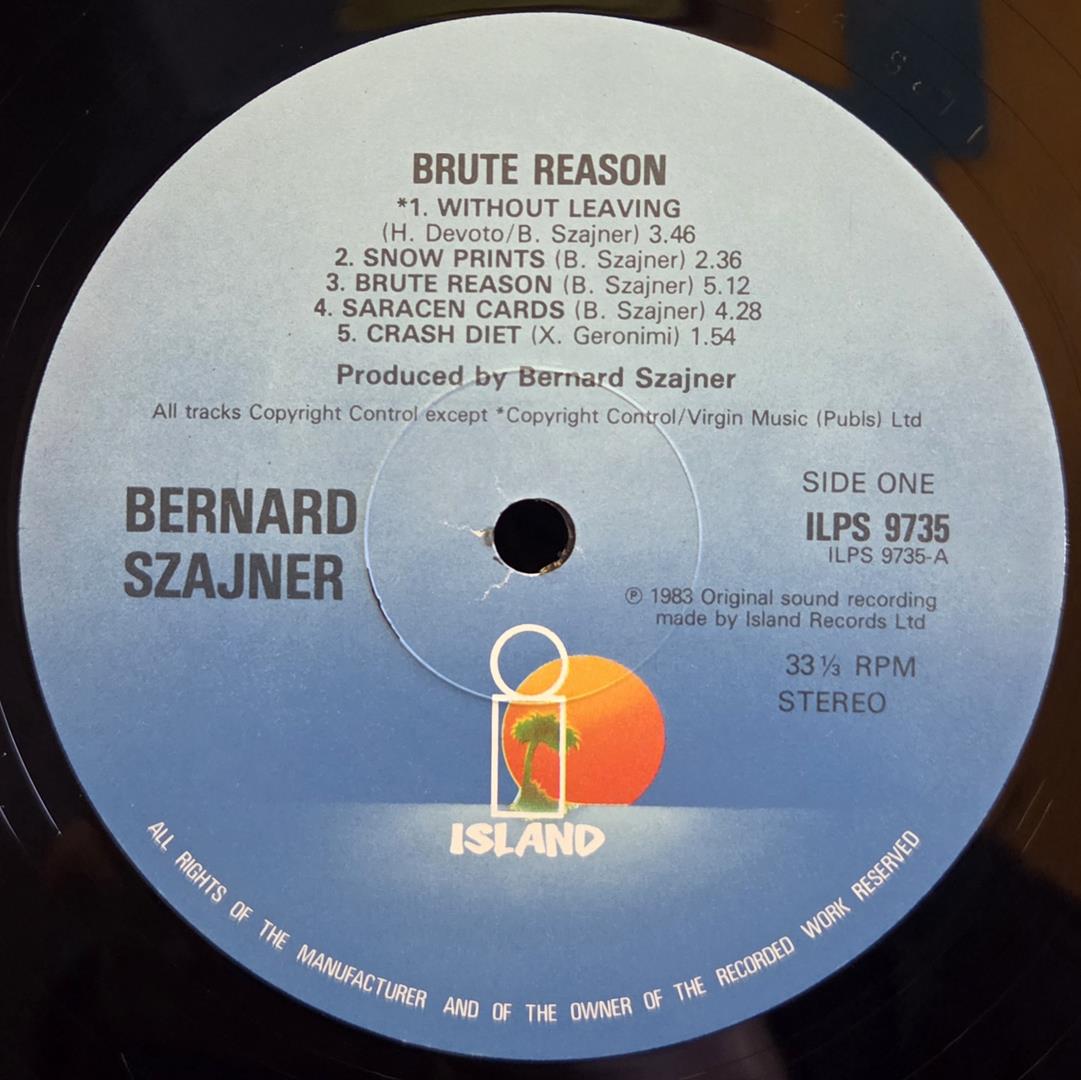 BRUTE REASON
*1. WITHOUT LEAVING
(H. Devoto/B. Szajner) 3.46
2. SNOW PRINTS (B. Szajner) 2.36
3. BRUTE REASON (B. Szajner) 5.12
4. SARACEN CARDS (B. Szajner) 4.28
5. CRASH DIET (X. Geronimi) 1.54
Produced by Bernard Szajner
All tracks Copyright Control except *Copyright Control/Virgin Music (Publs) Ltd
BERNARD
SZAJNER
SIDE ONE
ILPS 9735
ILPS 9735-A
℗ 1983 Original sound recording
made by Island Records Ltd
33 ⅓ RPM
STEREO
i
ISLAND
ALL RIGHTS OF THE MANUFACTURER AND OF THE OWNER OF THE RECORDED WORK RESERVED